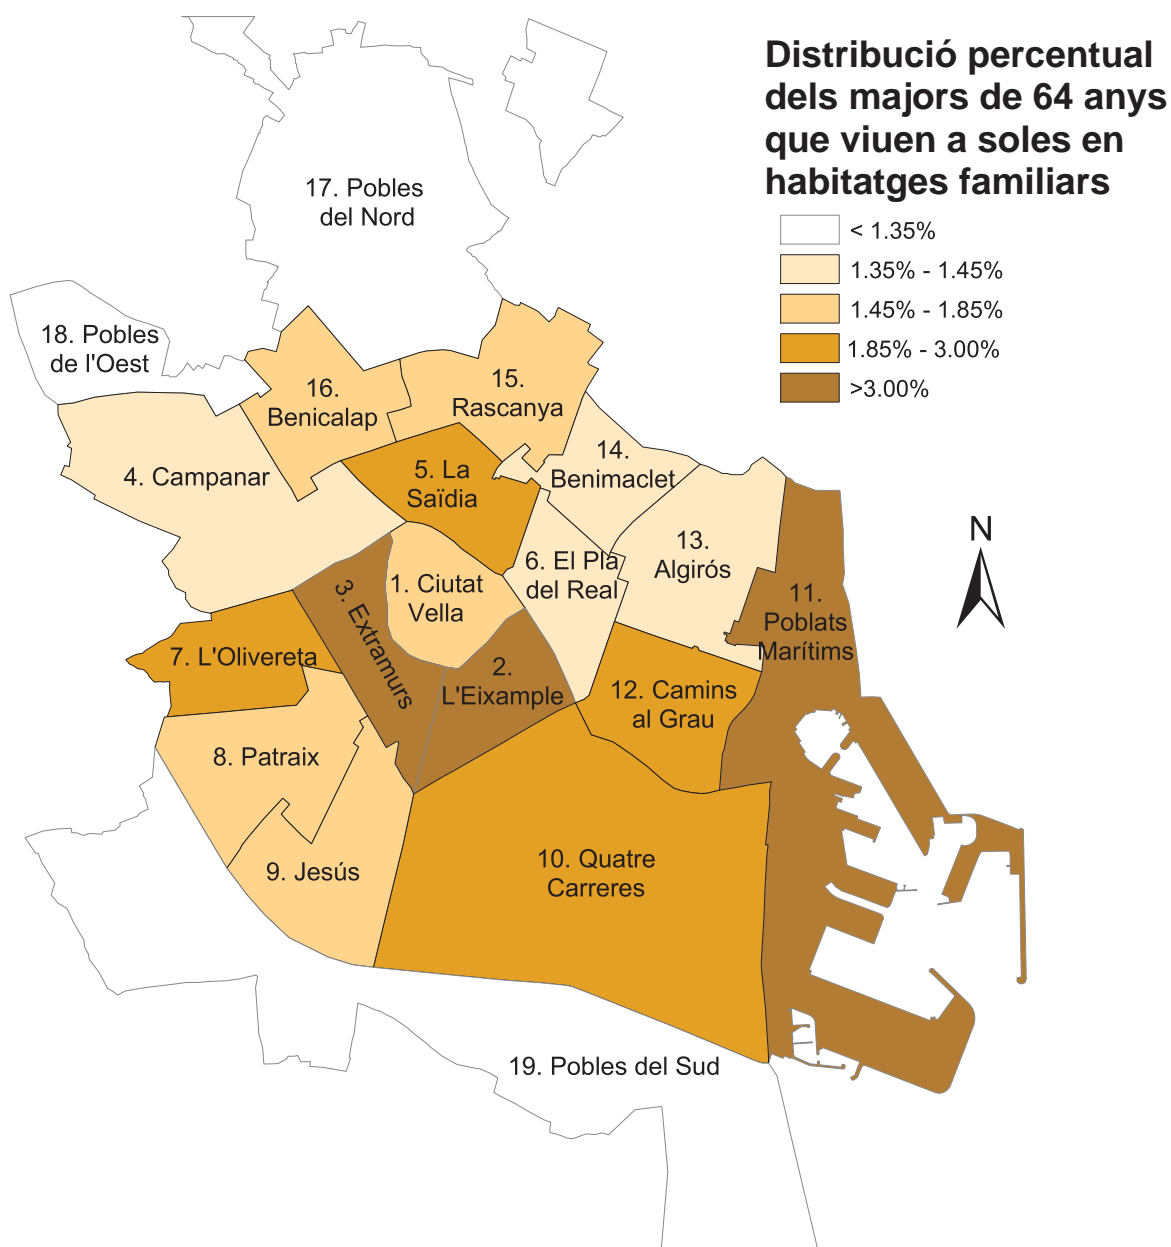 Distribució percentual
dels majors de 64 anys
que viuen a soles en
habitatges familiars
< 1.35%
1.35% - 1.45%
1.45% - 1.85%
1.85% - 3.00%
>3.00%
17. Pobles
del Nord
18. Pobles
de l'Oest
16.
Benicalap
15.
Rascanya
4. Campanar
5. La
Saïdia
14.
Benimaclet
N
13.
Algirós
6. El Pla
del Real
1. Ciutat
Vella
3. Extramurs
11.
Poblats
Marítims
7. L'Olivereta
2.
L'Eixample
12. Camins
al Grau
8. Patraix
9. Jesús
10. Quatre
Carreres
19. Pobles del Sud